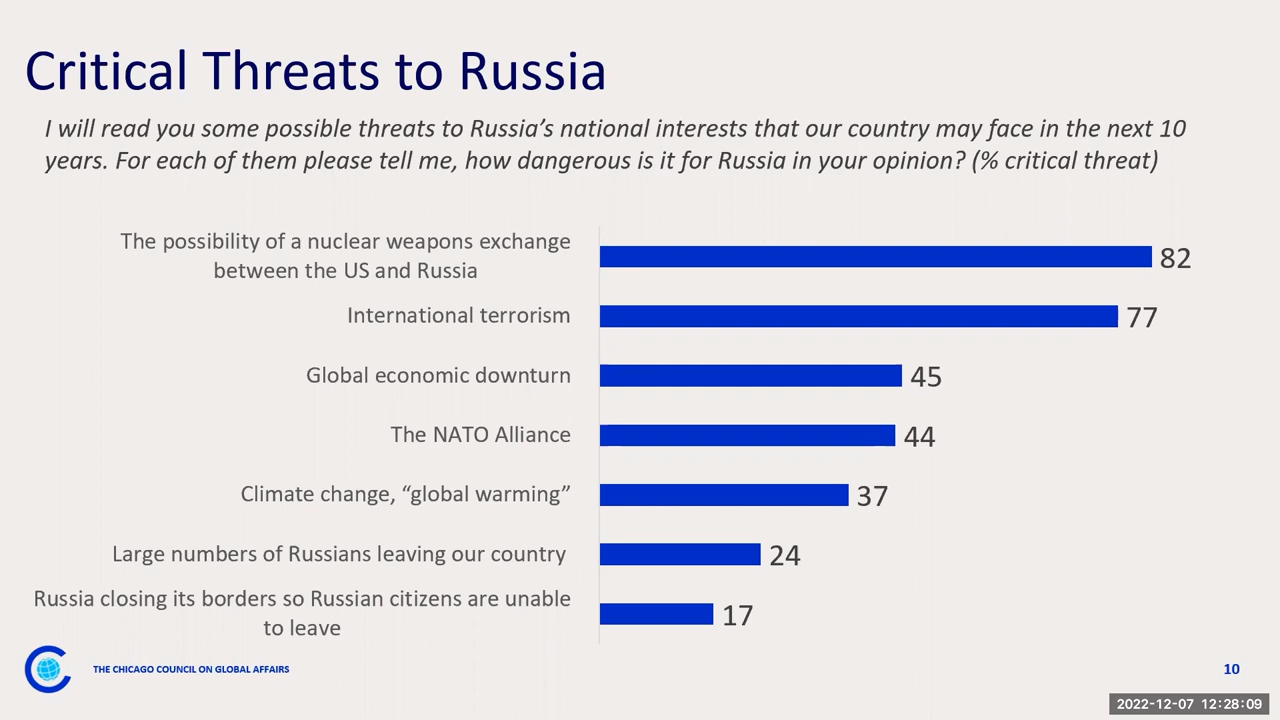 Critical Threats to Russia
I will read you some possible threats to Russia’s national interests that our country may face in the next 10
years. For each of them please tell me, how dangerous is it for Russia in your opinion? (% critical threat)
The possibility of a nuclear weapons exchange
between the US and Russia
82
International terrorism
77
Global economic downturn
45
The NATO Alliance
44
Climate change, “global warming”
37
Large numbers of Russians leaving our country
24
Russia closing its borders so Russian citizens are unable
to leave
17
THE CHICAGO COUNCIL ON GLOBAL AFFAIRS
10
2022-12-07 12:28:09